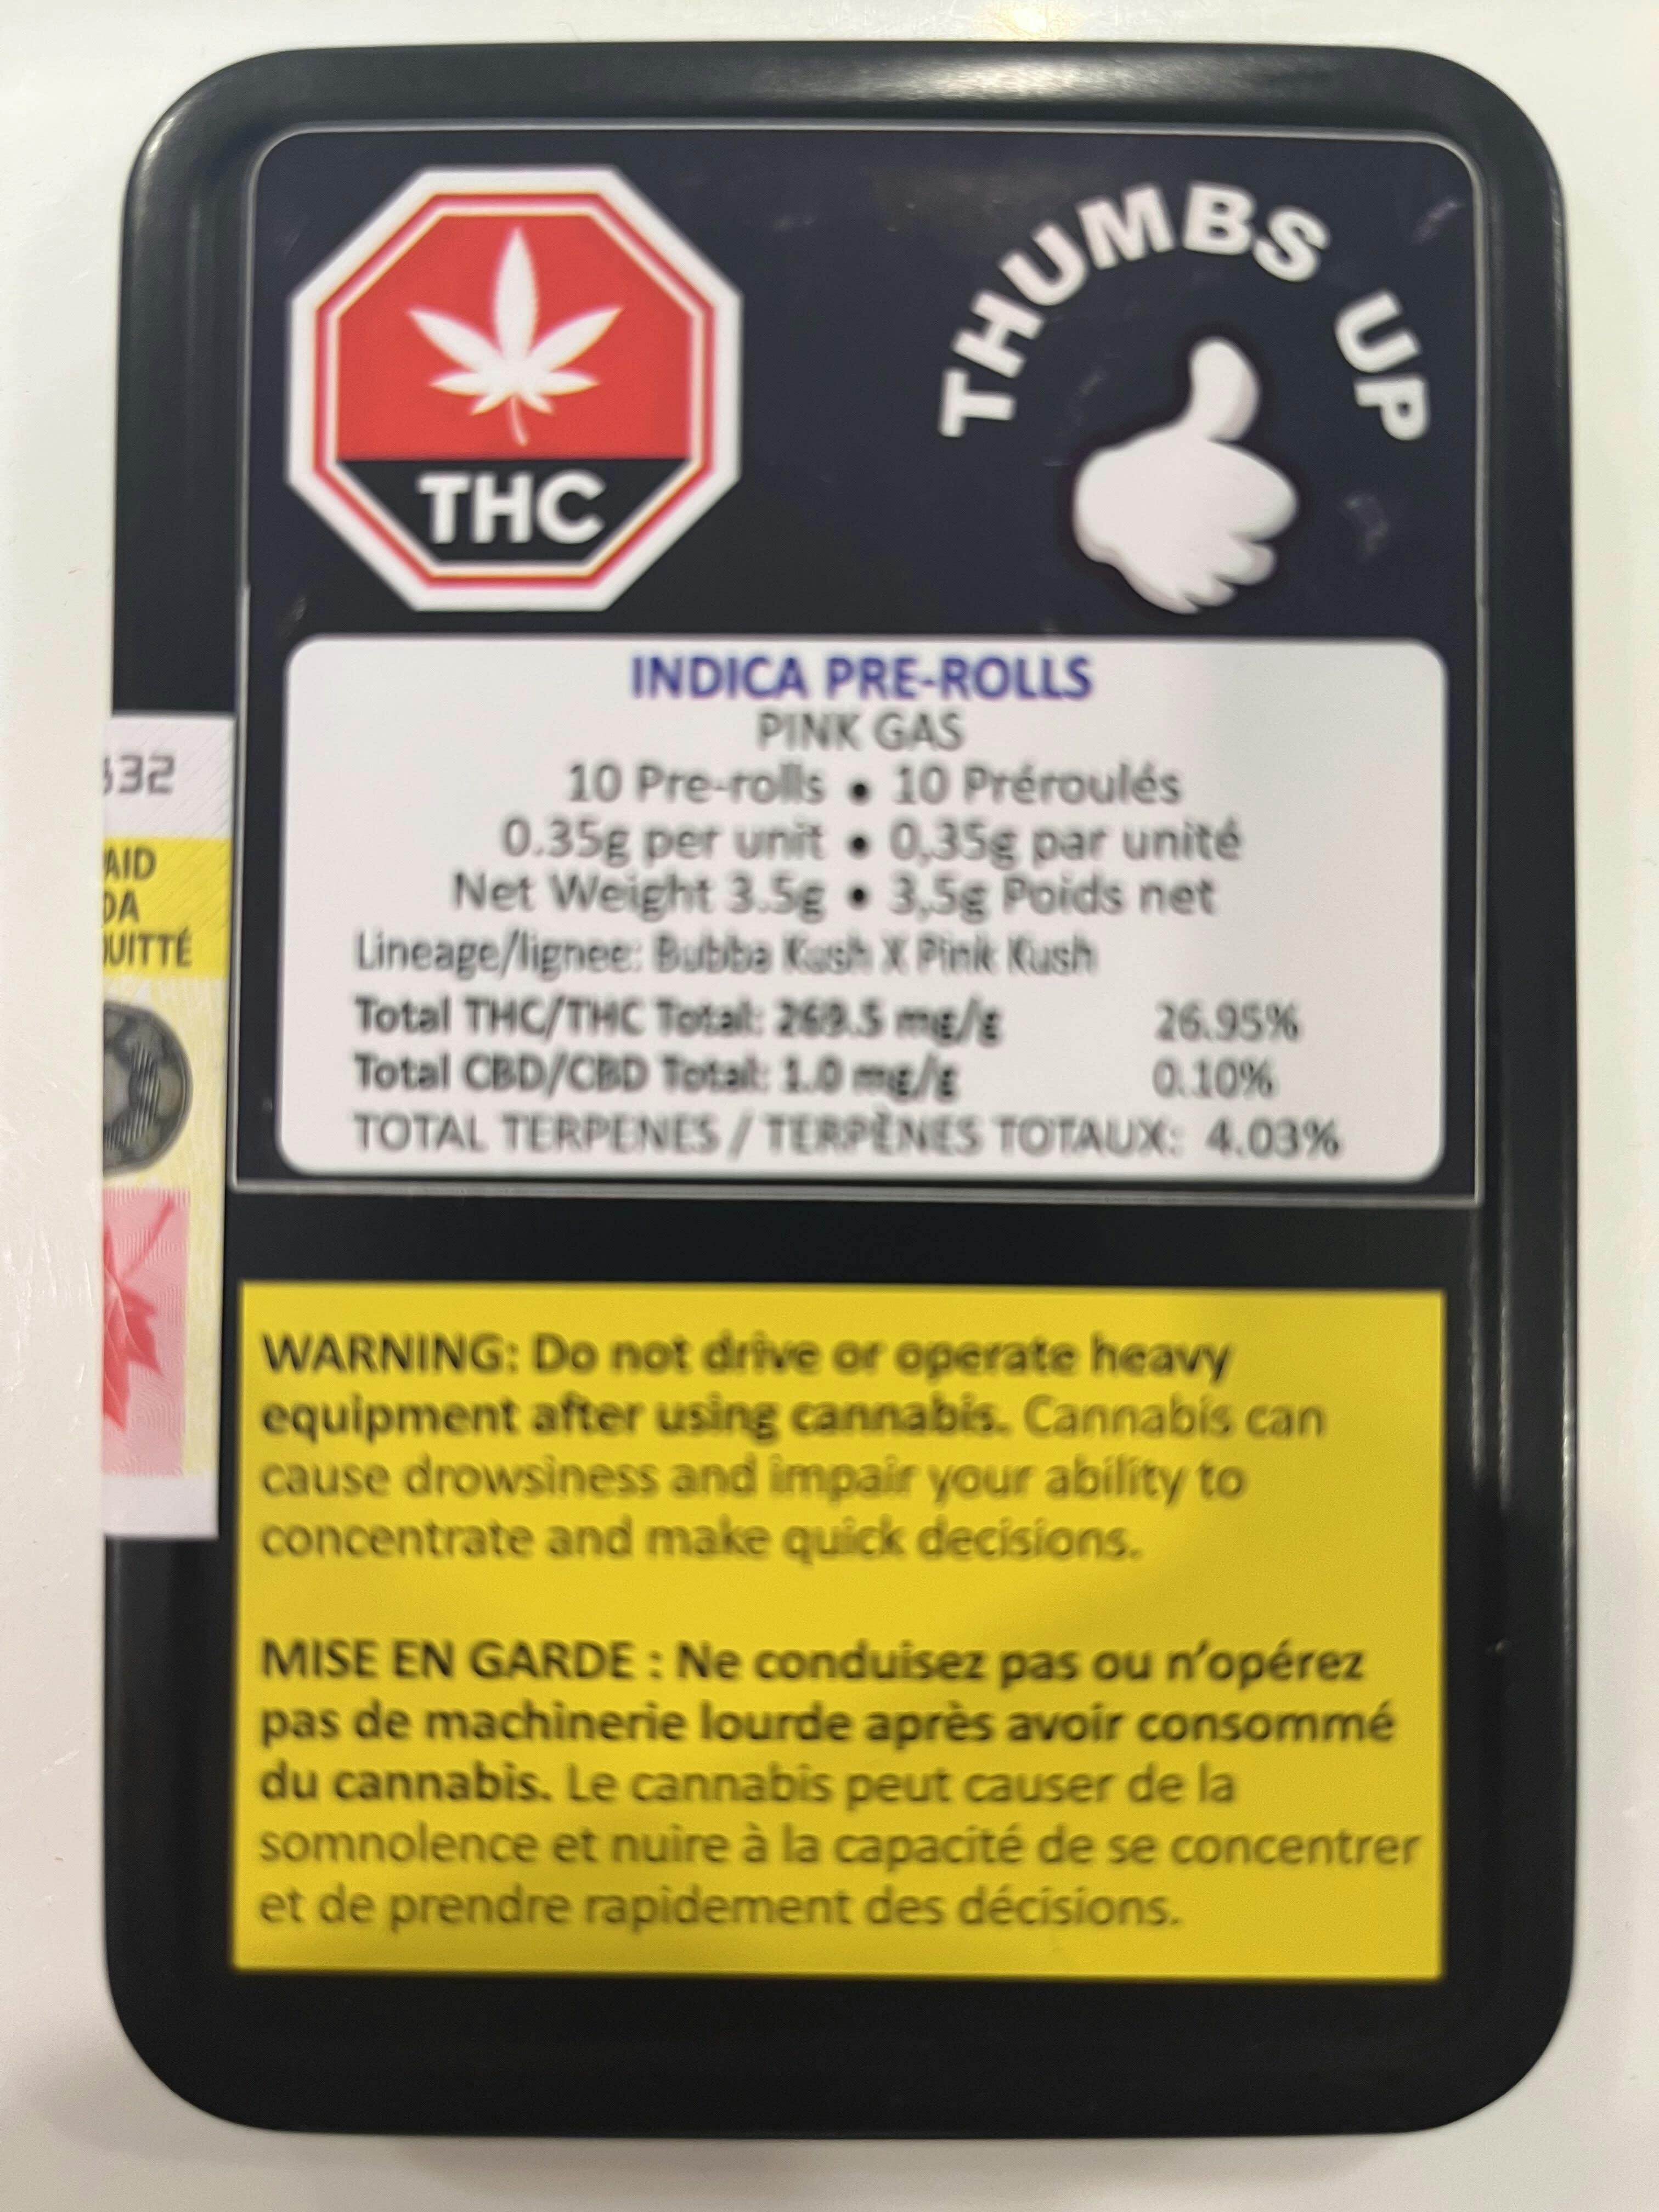 THC
THUMBS UP
INDICA PRE-ROLLS
PINK GAS
10 Pre-rolls • 10 Préroulés
0.35g per unit • 0,35g par unité
Net Weight 3.5g • 3,5g Poids net
Lineage/lignee: Bubba Kush X Pink Kush
Total THC/THC Total: 269.5 mg/g 26.95%
Total CBD/CBD Total: 1.0 mg/g 0.10%
TOTAL TERPENES / TERPÈNES TOTAUX: 4.03%
32
AID
DA
UITTÉ
WARNING: Do not drive or operate heavy
equipment after using cannabis. Cannabis can
cause drowsiness and impair your ability to
concentrate and make quick decisions.
MISE EN GARDE : Ne conduisez pas ou n’opérez
pas de machinerie lourde après avoir consommé
du cannabis. Le cannabis peut causer de la
somnolence et nuire à la capacité de se concentrer
et de prendre rapidement des décisions.